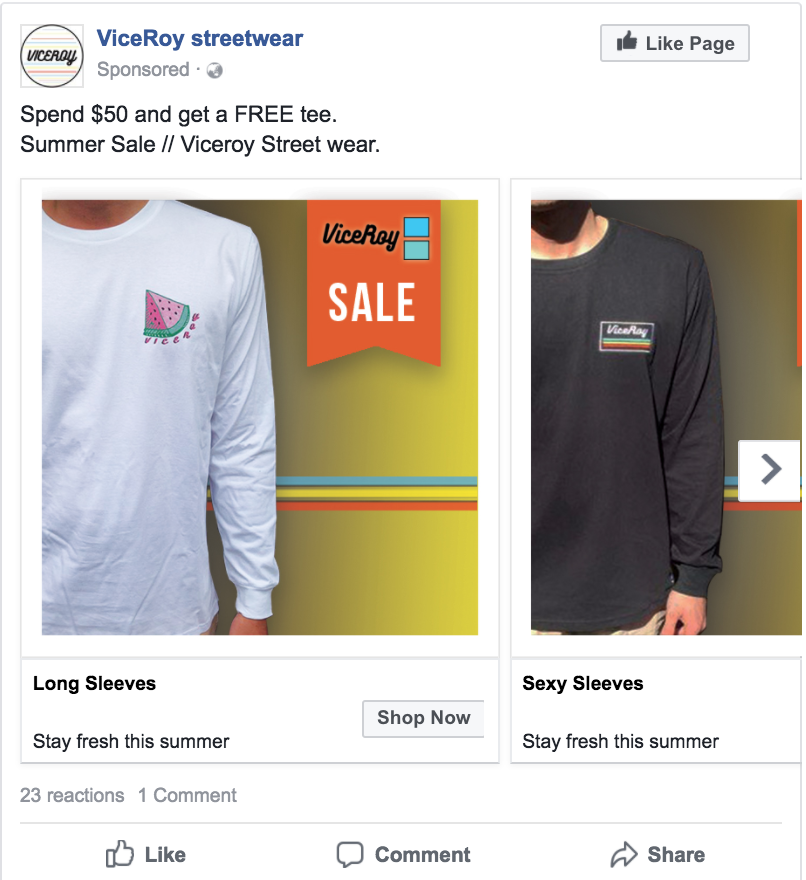 VICEROY
ViceRoy streetwear
Sponsored ·
Like Page
Spend $50 and get a FREE tee.
Summer Sale // Viceroy Street wear.
ViceRoy
SALE
VICEROY
ViceRoy
Long Sleeves
Shop Now
Stay fresh this summer
Sexy Sleeves
Stay fresh this summer
23 reactions 1 Comment
Like Comment Share